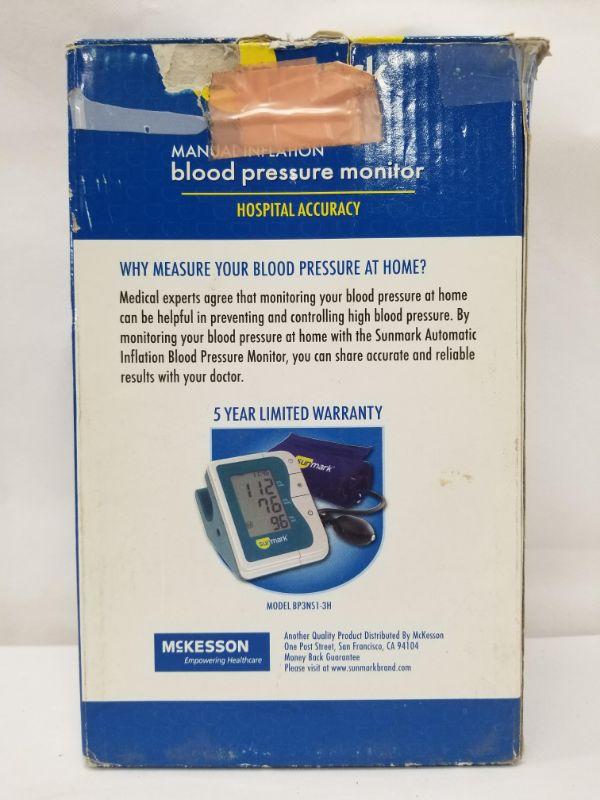 k
MANUAL INFLATION
blood pressure monitor
HOSPITAL ACCURACY
WHY MEASURE YOUR BLOOD PRESSURE AT HOME?
Medical experts agree that monitoring your blood pressure at home
can be helpful in preventing and controlling high blood pressure. By
monitoring your blood pressure at home with the Sunmark Automatic
Inflation Blood Pressure Monitor, you can share accurate and reliable
results with your doctor.
5 YEAR LIMITED WARRANTY
sunmark
112
76
96
sunmark
MODEL BP3NS1-3H
MCKESSON
Empowering Healthcare
Another Quality Product Distributed By McKesson
One Post Street, San Francisco, CA 94104
Money Back Guarantee
Please visit at www.sunmarkbrand.com